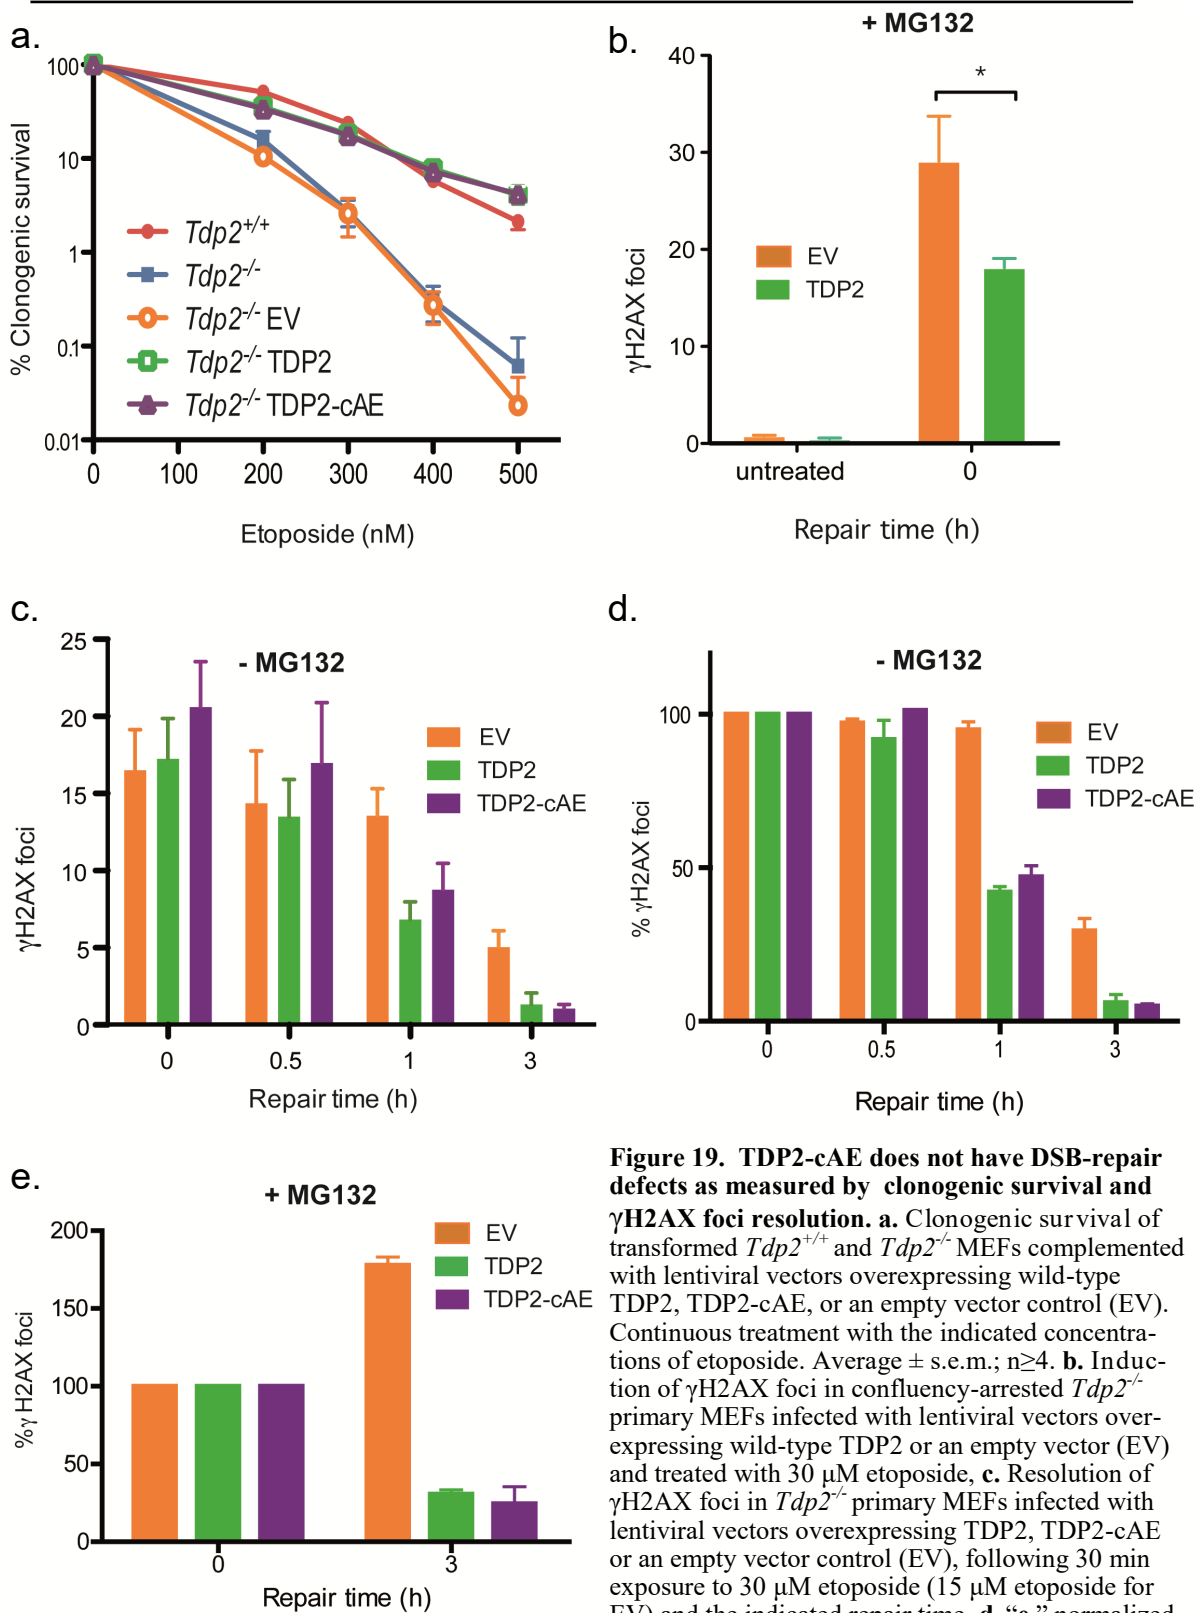 a.
100
10
1
0.1
0.01
% Clonogenic survival
Tdp2+/+
Tdp2-/-
Tdp2-/- EV
Tdp2-/- TDP2
Tdp2-/- TDP2-cAE
0 100 200 300 400 500
Etoposide (nM)
b.
+ MG132
40
30
20
10
0
γH2AX foci
*
EV
TDP2
untreated 0
Repair time (h)
c.
- MG132
25
20
15
10
5
0
γH2AX foci
EV
TDP2
TDP2-cAE
0 0.5 1 3
Repair time (h)
d.
- MG132
100
50
0
% γH2AX foci
EV
TDP2
TDP2-cAE
0 0.5 1 3
Repair time (h)
e.
+ MG132
200
150
100
50
0
%γ H2AX foci
EV
TDP2
TDP2-cAE
0 3
Repair time (h)
Figure 19. TDP2-cAE does not have DSB-repair
defects as measured by clonogenic survival and
γH2AX foci resolution. a. Clonogenic survival of
transformed Tdp2+/+ and Tdp2-/- MEFs complemented
with lentiviral vectors overexpressing wild-type
TDP2, TDP2-cAE, or an empty vector control (EV).
Continuous treatment with the indicated concentra-
tions of etoposide. Average ± s.e.m.; n≥4. b. Induc-
tion of γH2AX foci in confluency-arrested Tdp2-/-
primary MEFs infected with lentiviral vectors over-
expressing wild-type TDP2 or an empty vector (EV)
and treated with 30 μM etoposide, c. Resolution of
γH2AX foci in Tdp2-/- primary MEFs infected with
lentiviral vectors overexpressing TDP2, TDP2-cAE
or an empty vector control (EV), following 30 min
exposure to 30 μM etoposide (15 μM etoposide for
EV) and the indicated repair time. d. “c.” normalized